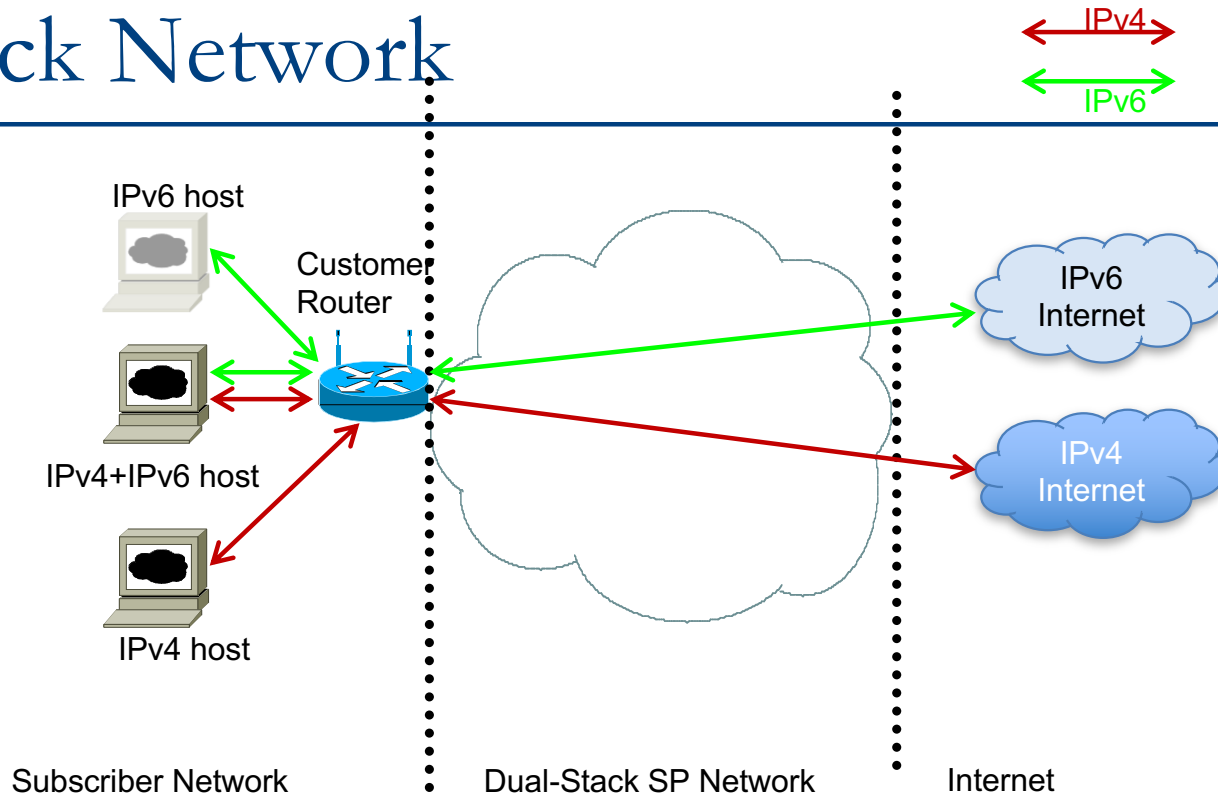 ck Network
IPv4
IPv6
IPv6 host
Customer
Router
IPv6
Internet
IPv4+IPv6 host
IPv4
Internet
IPv4 host
Subscriber Network
Dual-Stack SP Network
Internet